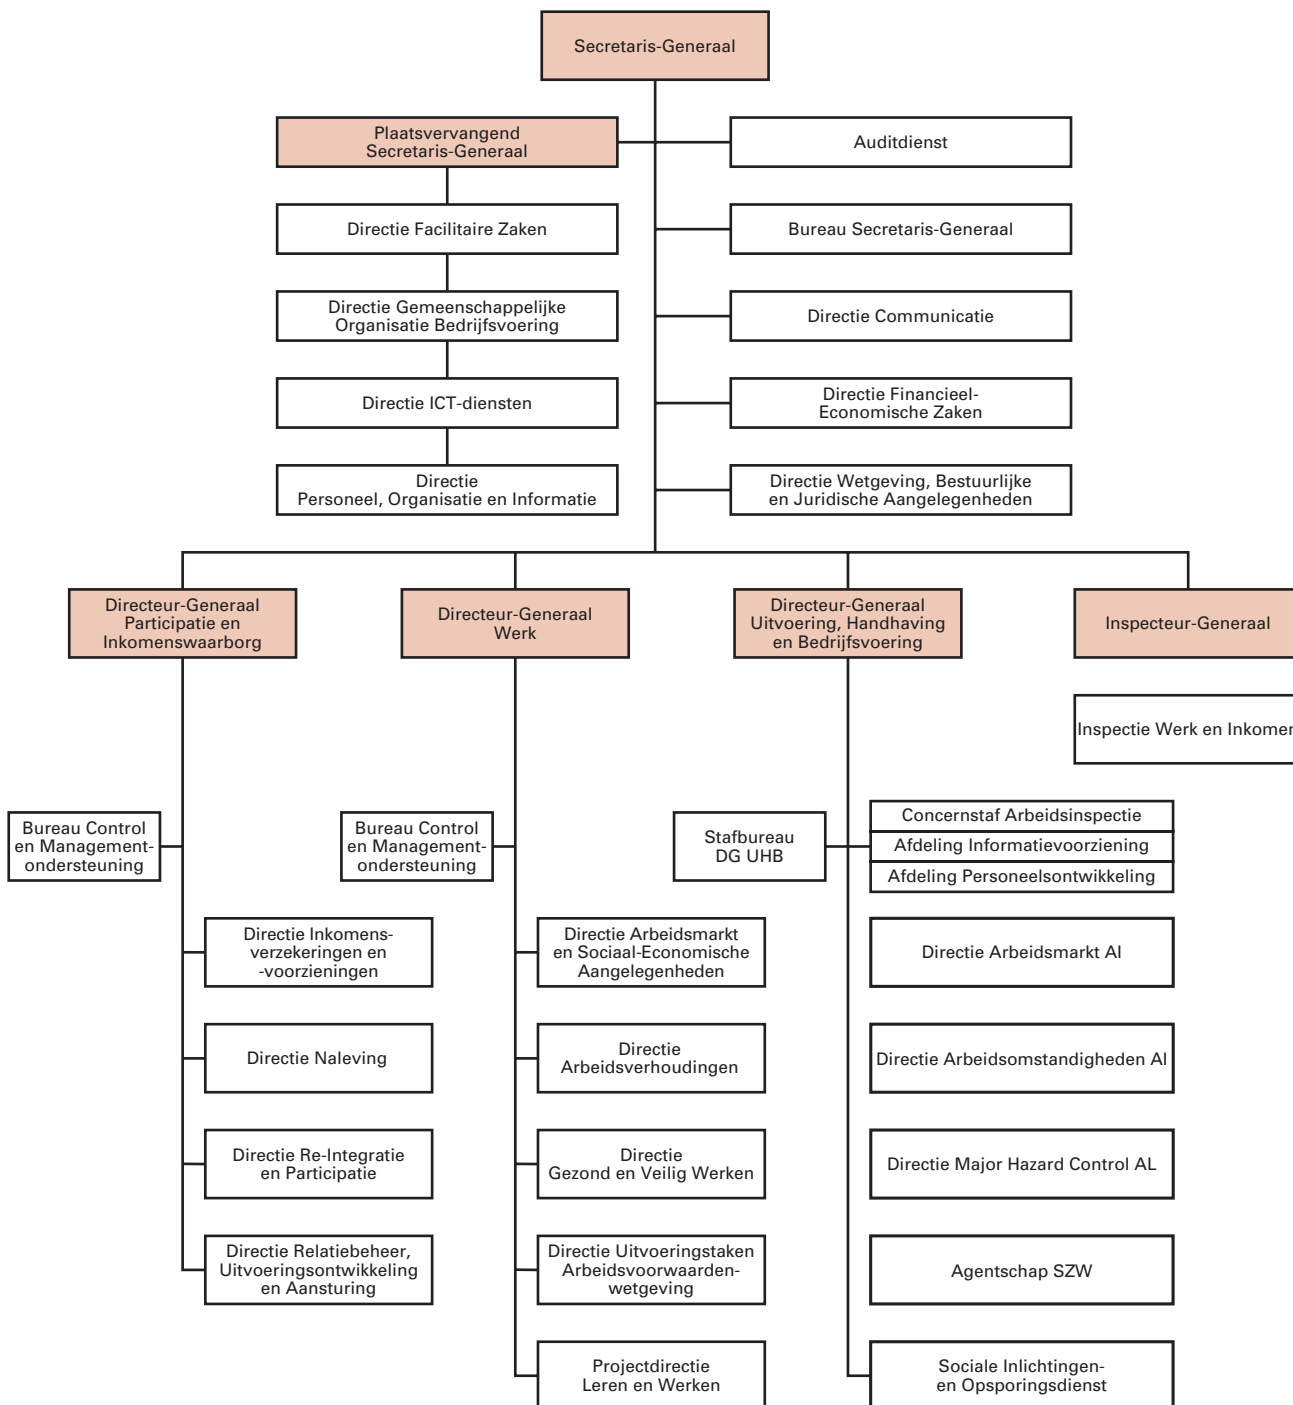 Secretaris-Generaal
Plaatsvervangend
Secretaris-Generaal
Auditdienst
Directie Facilitaire Zaken
Bureau Secretaris-Generaal
Directie Gemeenschappelijke
Organisatie Bedrijfsvoering
Directie Communicatie
Directie ICT-diensten
Directie Financieel-
Economische Zaken
Directie
Personeel, Organisatie en Informatie
Directie Wetgeving, Bestuurlijke
en Juridische Aangelegenheden
Directeur-Generaal
Participatie en
Inkomenswaarborg
Directeur-Generaal
Werk
Directeur-Generaal
Uitvoering, Handhaving
en Bedrijfsvoering
Inspecteur-Generaal
Inspectie Werk en Inkomen
Bureau Control
en Management-
ondersteuning
Bureau Control
en Management-
ondersteuning
Stafbureau
DG UHB
Concernstaf Arbeidsinspectie
Afdeling Informatievoorziening
Afdeling Personeelsontwikkeling
Directie Inkomens-
verzekeringen en
-voorzieningen
Directie Arbeidsmarkt
en Sociaal-Economische
Aangelegenheden
Directie Arbeidsmarkt AI
Directie Naleving
Directie
Arbeidsverhoudingen
Directie Arbeidsomstandigheden AI
Directie Re-Integratie
en Participatie
Directie
Gezond en Veilig Werken
Directie Major Hazard Control AL
Directie Relatiebeheer,
Uitvoeringsontwikkeling
en Aansturing
Directie Uitvoeringstaken
Arbeidsvoorwaarden-
wetgeving
Agentschap SZW
Projectdirectie
Leren en Werken
Sociale Inlichtingen-
en Opsporingsdienst